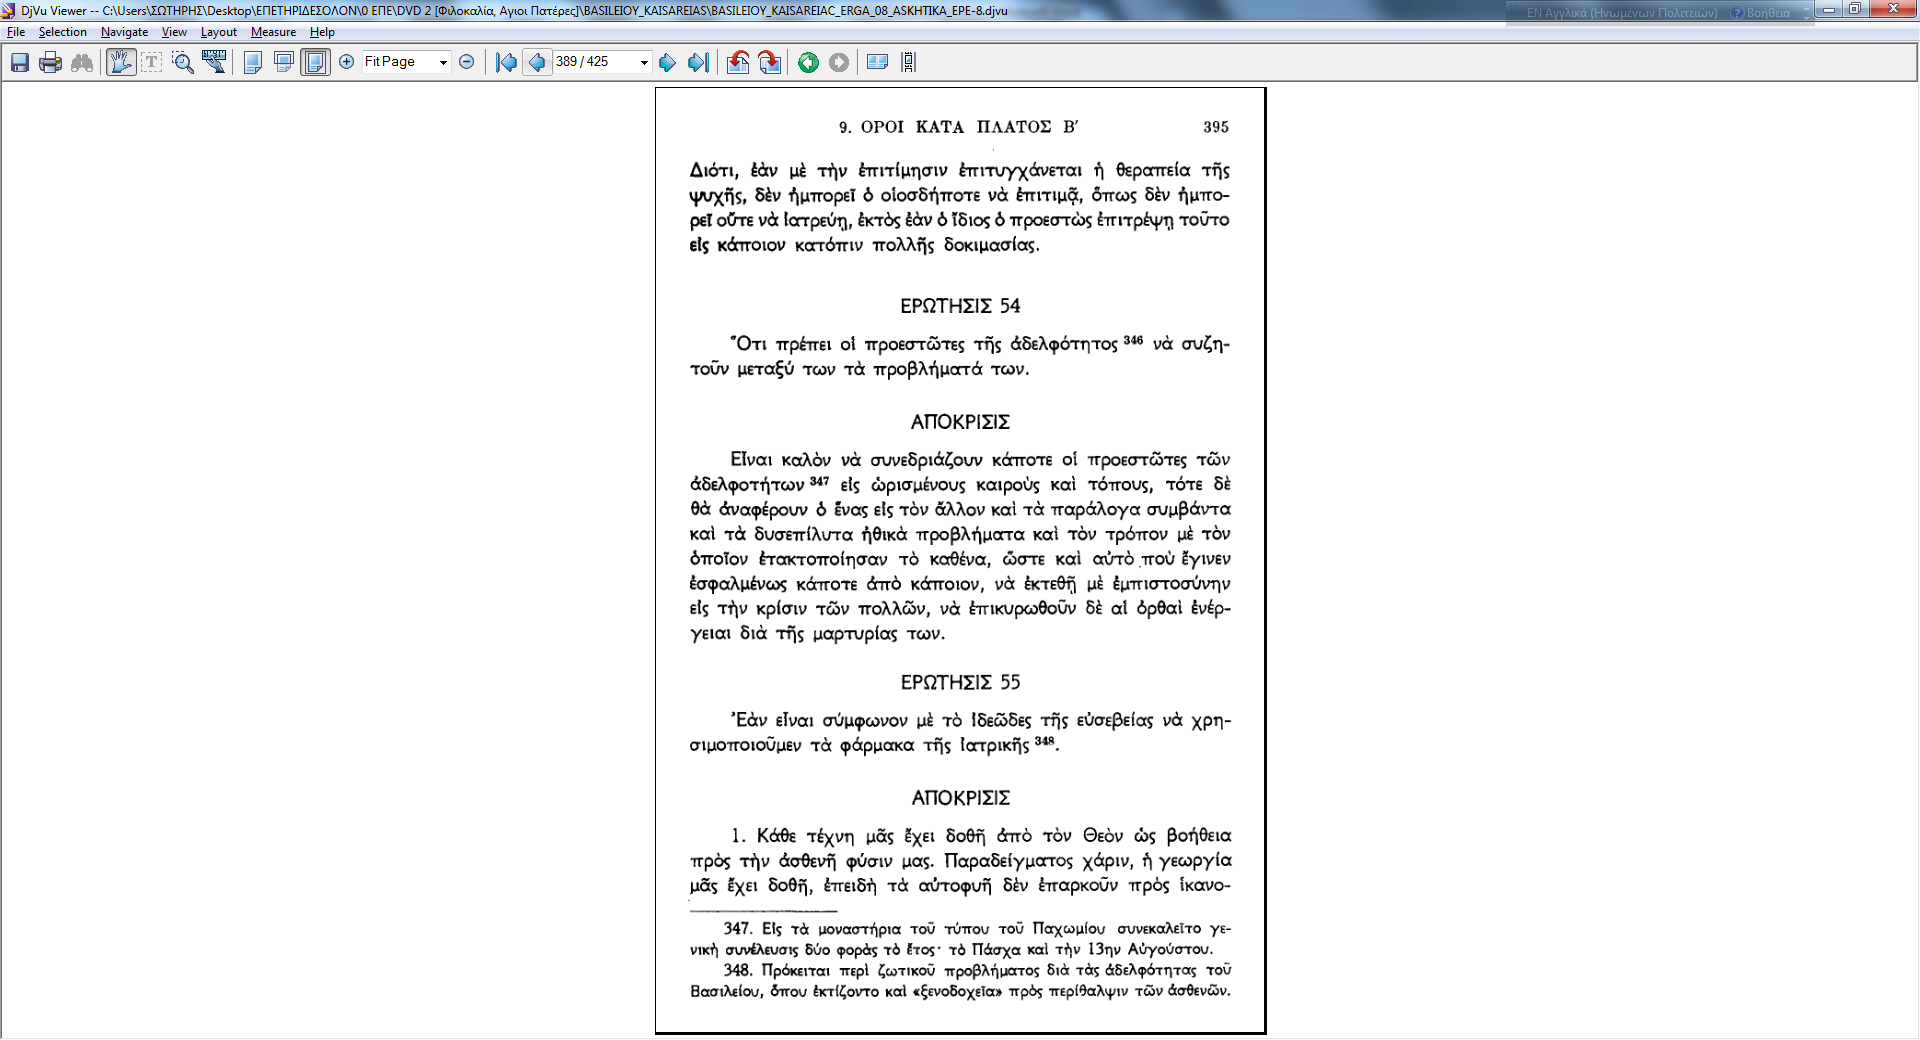 DjVu Viewer -- C:\Users\ΣΩΤΗΡΗΣ\Desktop\ΕΠΕΤΗΡΙΔΕΣΟΛΟΝ\0 ΕΠΕ\DVD 2 [Φιλοκαλία, Αγιοι Πατέρες]\BASILEIOY_KAISAREIAS\BASILEIOY_KAISAREIAC_ERGA_08_ASKHTIKA_EPE-8.djvu
EN Αγγλικά (Ηνωμένων Πολιτειών) Βοήθεια
File Selection Navigate View Layout Measure Help
Fit Page 389 / 425
9. ΟΡΟΙ ΚΑΤΑ ΠΛΑΤΟΣ Β′ 395
Διότι, ἐὰν μὲ τὴν ἐπιτίμησιν ἐπιτυγχάνεται ἡ θεραπεία τῆς
ψυχῆς, δὲν ἠμπορεῖ ὁ οἱοσδήποτε νὰ ἐπιτιμᾷ, ὅπως δὲν ἠμπο-
ρεῖ οὔτε νὰ ἰατρεύῃ, ἐκτὸς ἐὰν ὁ ἴδιος ὁ προεστὼς ἐπιτρέψῃ τοῦτο
εἰς κάποιον κατόπιν πολλῆς δοκιμασίας.
ΕΡΩΤΗΣΙΣ 54
Ὅτι πρέπει οἱ προεστῶτες τῆς ἀδελφότητος 346 νὰ συζη-
τοῦν μεταξύ των τὰ προβλήματά των.
ΑΠΟΚΡΙΣΙΣ
Εἶναι καλὸν νὰ συνεδριάζουν κάποτε οἱ προεστῶτες τῶν
ἀδελφοτήτων 347 εἰς ὡρισμένους καιροὺς καὶ τόπους, τότε δὲ
θὰ ἀναφέρουν ὁ ἕνας εἰς τὸν ἄλλον καὶ τὰ παράλογα συμβάντα
καὶ τὰ δυσεπίλυτα ἠθικὰ προβλήματα καὶ τὸν τρόπον μὲ τὸν
ὁποῖον ἐτακτοποίησαν τὸ καθένα, ὥστε καὶ αὐτὸ ποὺ ἔγινεν
ἐσφαλμένως κάποτε ἀπὸ κάποιον, νὰ ἐκτεθῇ μὲ ἐμπιστοσύνην
εἰς τὴν κρίσιν τῶν πολλῶν, νὰ ἐπικυρωθοῦν δὲ αἱ ὀρθαὶ ἐνέρ-
γειαι διὰ τῆς μαρτυρίας των.
ΕΡΩΤΗΣΙΣ 55
Ἐὰν εἶναι σύμφωνον μὲ τὸ ἰδεῶδες τῆς εὐσεβείας νὰ χρη-
σιμοποιοῦμεν τὰ φάρμακα τῆς ἰατρικῆς 348.
ΑΠΟΚΡΙΣΙΣ
1. Κάθε τέχνη μᾶς ἔχει δοθῆ ἀπὸ τὸν Θεὸν ὡς βοήθεια
πρὸς τὴν ἀσθενῆ φύσιν μας. Παραδείγματος χάριν, ἡ γεωργία
μᾶς ἔχει δοθῆ, ἐπειδὴ τὰ αὐτοφυῆ δὲν ἐπαρκοῦν πρὸς ἱκανο-
347. Εἰς τὰ μοναστήρια τοῦ τύπου τοῦ Παχωμίου συνεκαλεῖτο γε-
νικὴ συνέλευσις δύο φορὰς τὸ ἔτος· τὸ Πάσχα καὶ τὴν 13ην Αὐγούστου.
348. Πρόκειται περὶ ζωτικοῦ προβλήματος διὰ τὰς ἀδελφότητας τοῦ
Βασιλείου, ὅπου ἐκτίζοντο καὶ «ξενοδοχεῖα» πρὸς περίθαλψιν τῶν ἀσθενῶν.